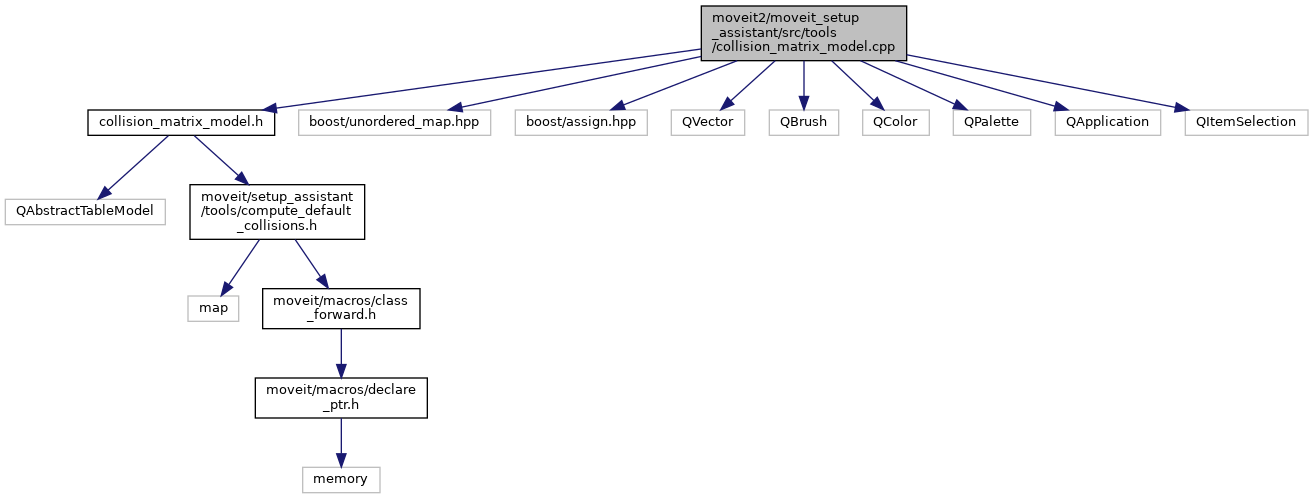 moveit2/moveit_setup
_assistant/src/tools
/collision_matrix_model.cpp
collision_matrix_model.h
boost/unordered_map.hpp
boost/assign.hpp
QVector
QBrush
QColor
QPalette
QApplication
QItemSelection
QAbstractTableModel
moveit/setup_assistant
/tools/compute_default
_collisions.h
map
moveit/macros/class
_forward.h
moveit/macros/declare
_ptr.h
memory